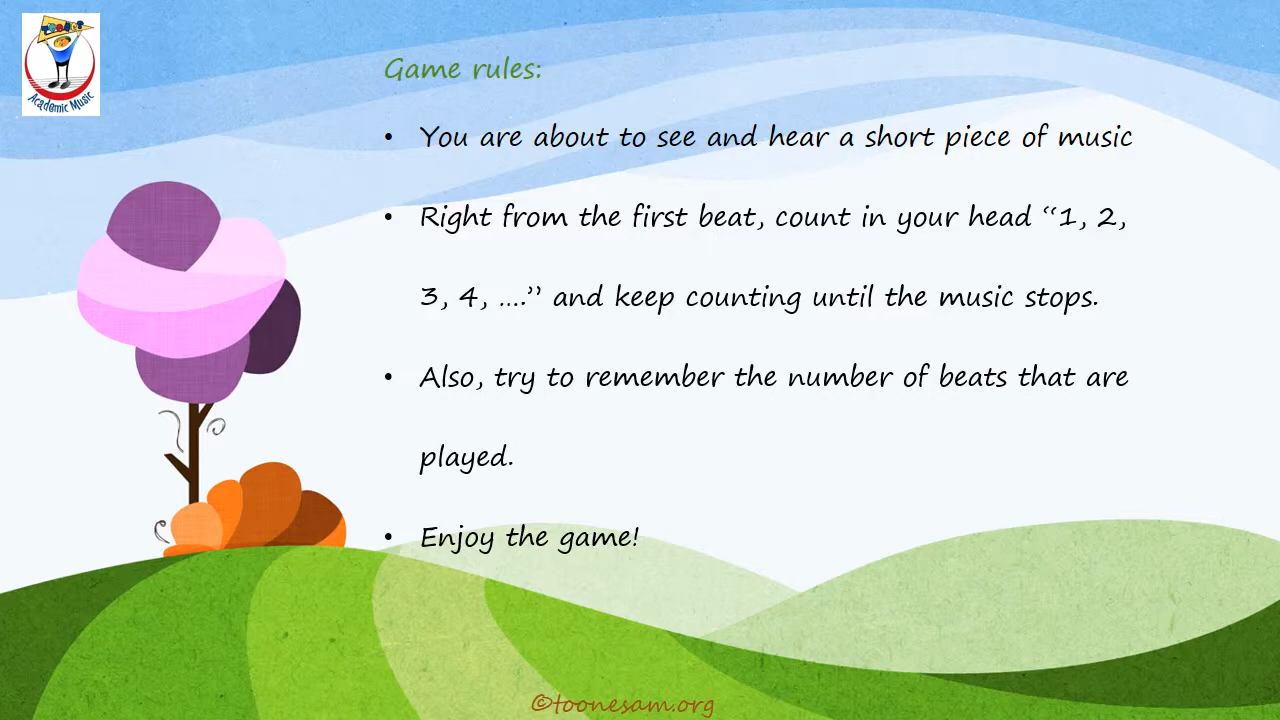 Academic Music
Game rules:
• You are about to see and hear a short piece of music
• Right from the first beat, count in your head “1, 2,
3, 4, ....” and keep counting until the music stops.
• Also, try to remember the number of beats that are
played.
• Enjoy the game!
©toonesam.org